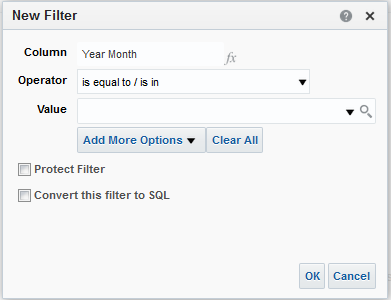 New Filter
Column Year Month fx
Operator is equal to / is in
Value
Add More Options Clear All
Protect Filter
Convert this filter to SQL
OK Cancel